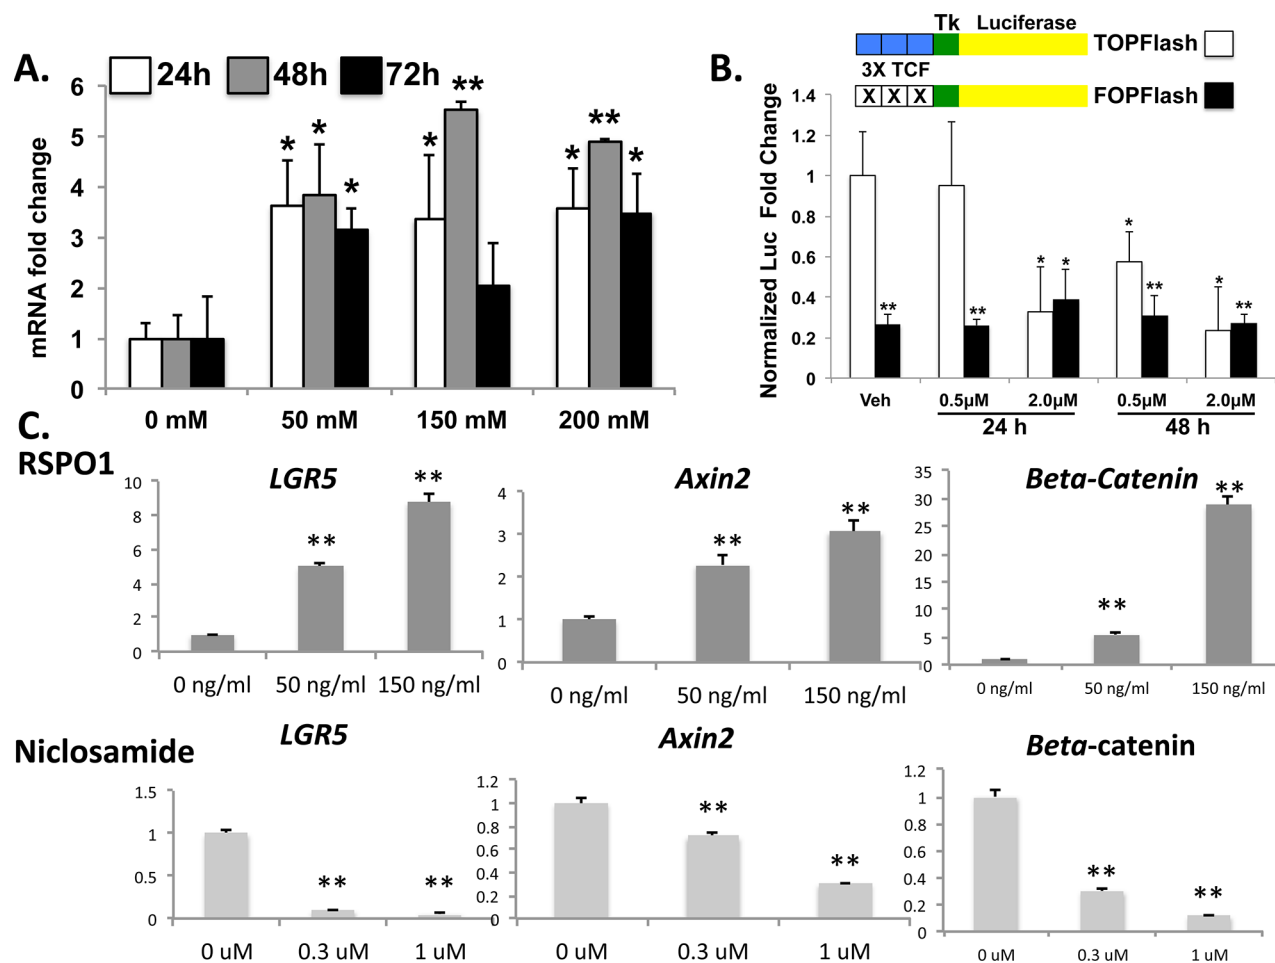 A.
24h 48h 72h
mRNA fold change
6
5
4
3
2
1
0
* * *
* **
* ** *
0 mM 50 mM 150 mM 200 mM
B.
Tk Luciferase
TOPFlash
3X TCF
X X X
FOPFlash
Normalized Luc Fold Change
1.4
1.2
1
0.8
0.6
0.4
0.2
0
** ** * * * ** * **
Veh 0.5µM 2.0µM 0.5µM 2.0µM
24 h 48 h
C.
RSPO1
LGR5
10
8
6
4
2
0
** **
0 ng/ml 50 ng/ml 150 ng/ml
Axin2
4
3
2
1
0
** **
0 ng/ml 50 ng/ml 150 ng/ml
Beta-Catenin
35
30
25
20
15
10
5
0
** **
0 ng/ml 50 ng/ml 150 ng/ml
Niclosamide
LGR5
1.5
1
0.5
0
** **
0 uM 0.3 uM 1 uM
Axin2
1.2
1
0.8
0.6
0.4
0.2
0
** **
0 uM 0.3 uM 1 uM
Beta-catenin
1.2
1
0.8
0.6
0.4
0.2
0
** **
0 uM 0.3 uM 1 uM